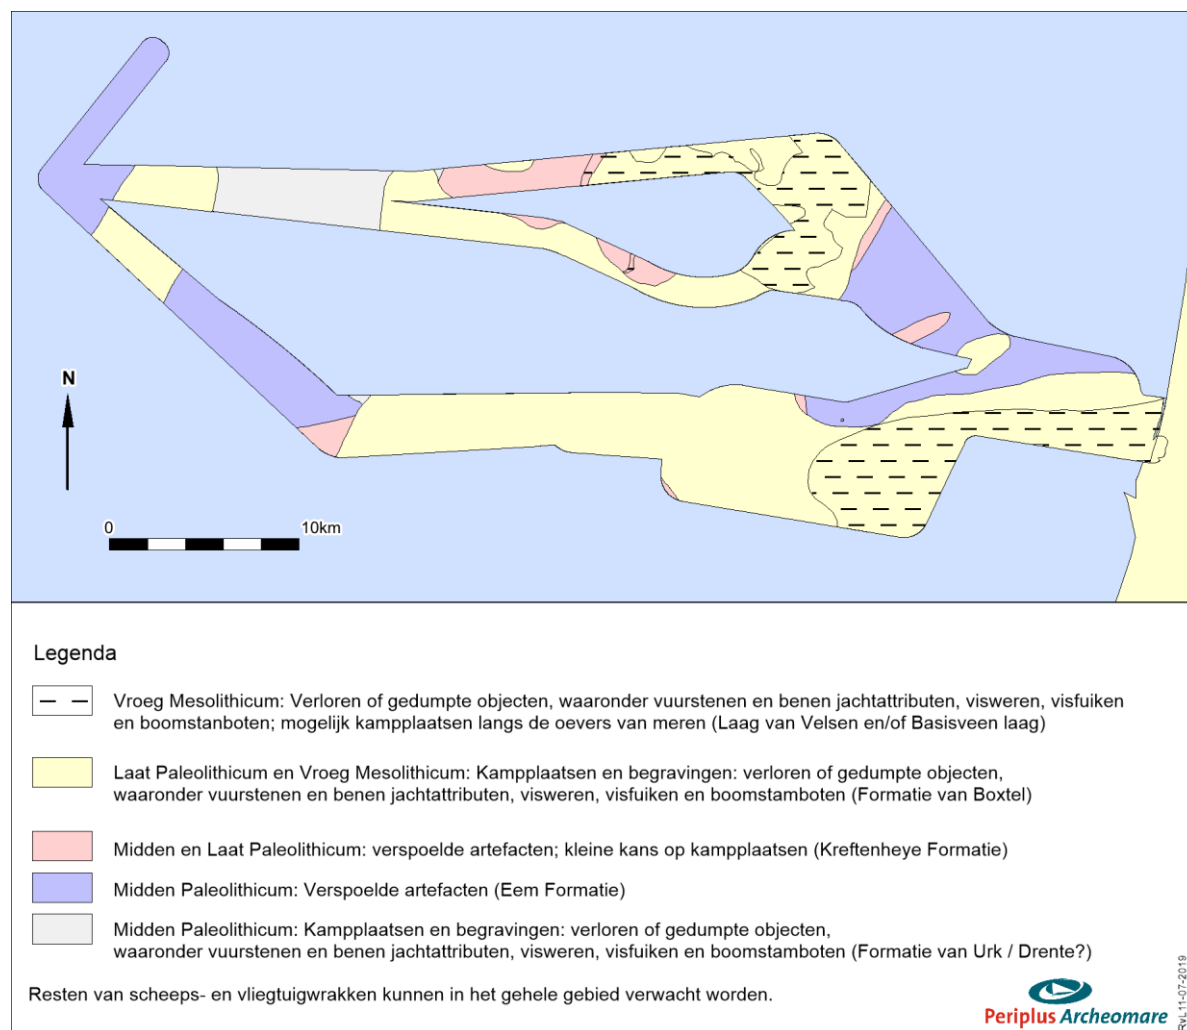 N
0 10km
Legenda
Vroeg Mesolithicum: Verloren of gedumpte objecten, waaronder vuurstenen en benen jachtattributen, visweren, visfuiken
en boomstanboten; mogelijk kampplaatsen langs de oevers van meren (Laag van Velsen en/of Basisveen laag)
Laat Paleolithicum en Vroeg Mesolithicum: Kampplaatsen en begravingen: verloren of gedumpte objecten,
waaronder vuurstenen en benen jachtattributen, visweren, visfuiken en boomstamboten (Formatie van Boxtel)
Midden en Laat Paleolithicum: verspoelde artefacten; kleine kans op kampplaatsen (Kreftenheye Formatie)
Midden Paleolithicum: Verspoelde artefacten (Eem Formatie)
Midden Paleolithicum: Kampplaatsen en begravingen: verloren of gedumpte objecten,
waaronder vuurstenen en benen jachtattributen, visweren, visfuiken en boomstamboten (Formatie van Urk / Drente?)
Resten van scheeps- en vliegtuigwrakken kunnen in het gehele gebied verwacht worden.
Periplus Archeomare
RvL11-07-2019